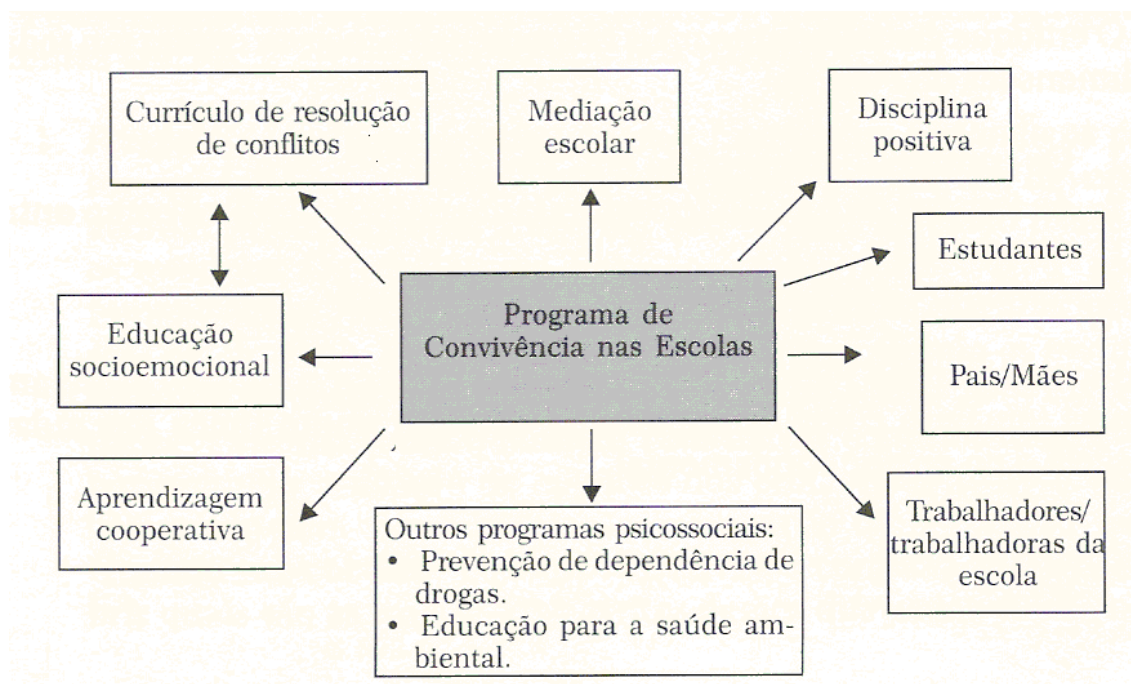 Currículo de resolução
de conflitos
Mediação
escolar
Disciplina
positiva
Estudantes
Educação
socioemocional
Programa de
Convivência nas Escolas
Pais/Mães
Aprendizagem
cooperativa
Outros programas psicossociais:
• Prevenção de dependência de
drogas.
• Educação para a saúde am-
biental.
Trabalhadores/
trabalhadoras da
escola